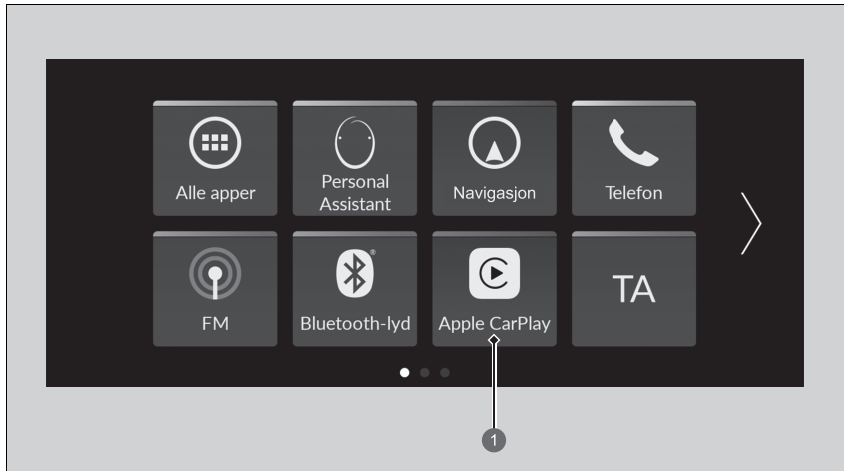 Alle apper
Personal
Assistant
Navigasjon
Telefon
FM
®
Bluetooth-lyd
Apple CarPlay
TA
1